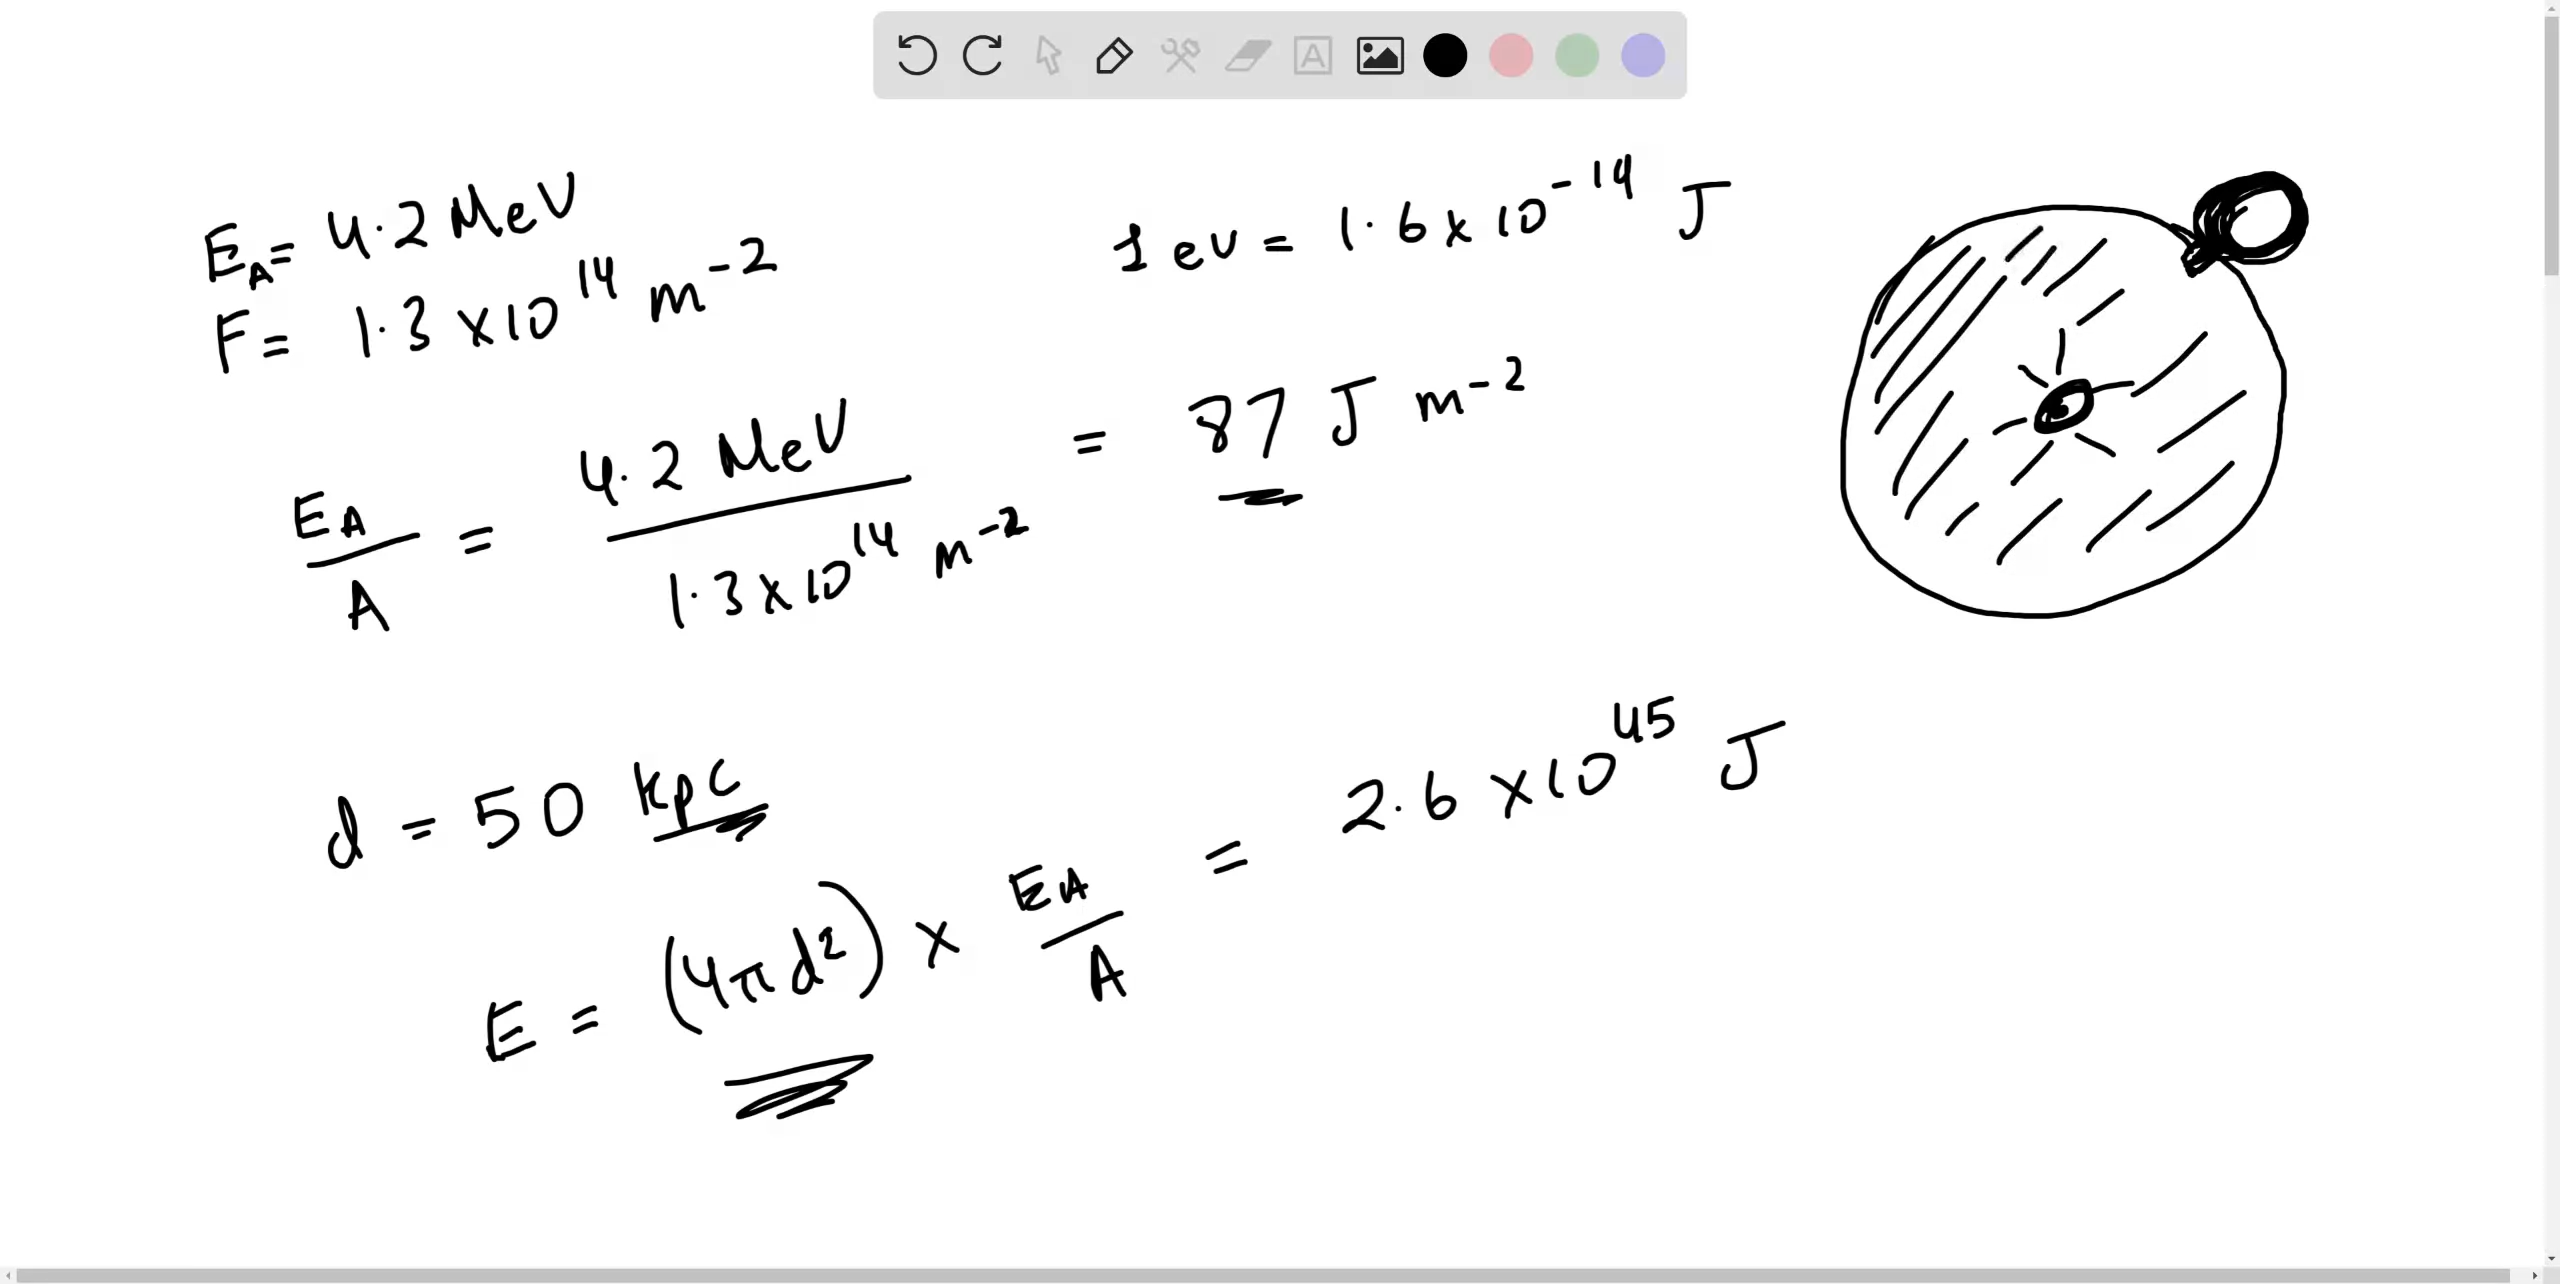 E_A = 4.2 MeV
1 eV = 1.6 x 10^-14 J
F = 1.3 x 10^14 m^-2
E_A / A = 4.2 MeV / 1.3 x 10^14 m^-2 = 87 J m^-2
d = 50 kpc
E = (4π d^2) x E_A / A = 2.6 x 10^45 J